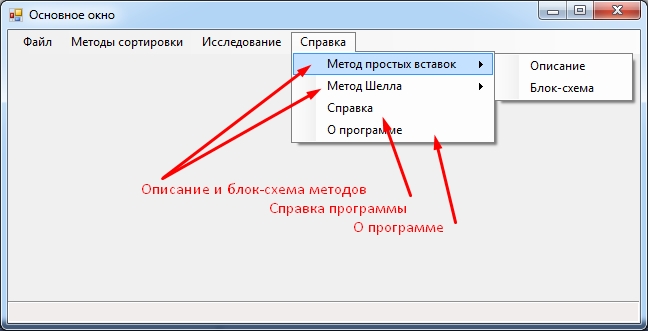 Основное окно
Файл Методы сортировки Исследование Справка
Метод простых вставок
Метод Шелла
Справка
О программе
Описание
Блок-схема
Описание и блок-схема методов
Справка программы
О программе